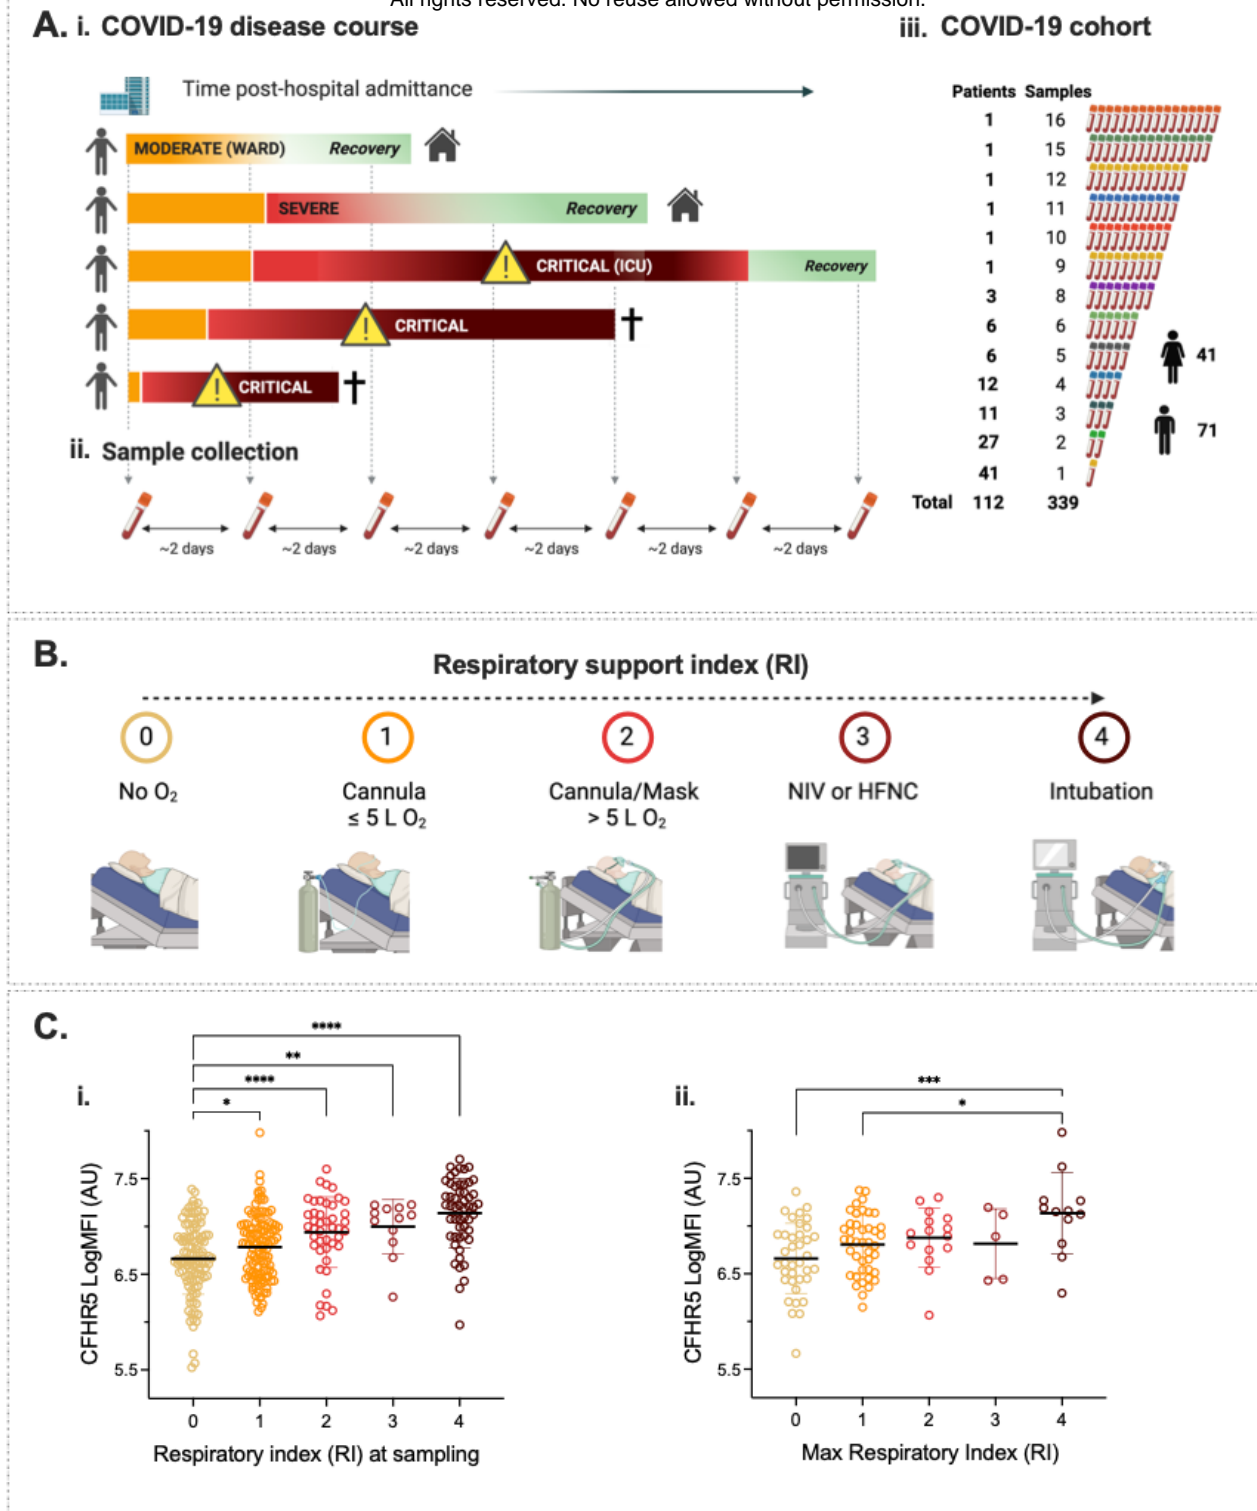 All rights reserved. No reuse allowed without permission.
A. i. COVID-19 disease course
iii. COVID-19 cohort
Time post-hospital admittance
MODERATE (WARD) Recovery
SEVERE Recovery
CRITICAL (ICU) Recovery
CRITICAL †
CRITICAL †
ii. Sample collection
~2 days ~2 days ~2 days ~2 days ~2 days ~2 days
Patients Samples
1 16
1 15
1 12
1 11
1 10
1 9
3 8
6 6
6 5
12 4
11 3
27 2
41 1
Total 112 339
41
71
B.
Respiratory support index (RI)
0 1 2 3 4
No O₂
Cannula
≤ 5 L O₂
Cannula/Mask
> 5 L O₂
NIV or HFNC
Intubation
C.
i.
****
**
****
*
CFHR5 LogMFI (AU)
7.5
6.5
5.5
0 1 2 3 4
Respiratory index (RI) at sampling
ii.
***
*
CFHR5 LogMFI (AU)
7.5
6.5
5.5
0 1 2 3 4
Max Respiratory Index (RI)